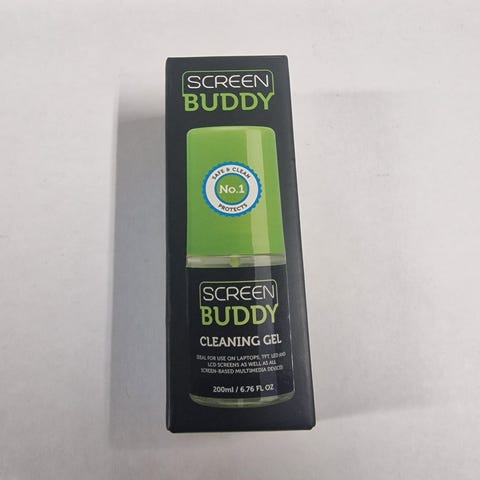 SCREEN
BUDDY
SAFE & CLEAN
No.1
PROTECTS
SCREEN
BUDDY
CLEANING GEL
IDEAL FOR USE ON LAPTOPS, TFT, LED AND
LCD SCREENS AS WELL AS ALL
SCREEN-BASED MULTIMEDIA DEVICES
200ml / 6.76 FL OZ